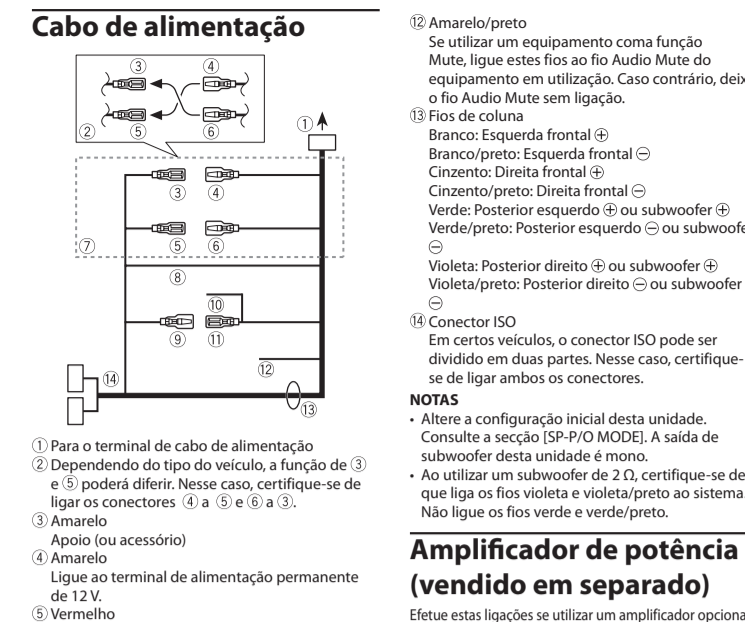 Cabo de alimentação
③ ④
② ⑤ ⑥ ①
③ ④
⑦ ⑤ ⑥
⑧
⑩
⑨ ⑪
⑭ ⑫
⑬
① Para o terminal de cabo de alimentação
② Dependendo do tipo do veículo, a função de ③
e ⑤ poderá diferir. Nesse caso, certifique-se de
ligar os conectores ④ a ⑤ e ⑥ a ③.
③ Amarelo
Apoio (ou acessório)
④ Amarelo
Ligue ao terminal de alimentação permanente
de 12 V.
⑤ Vermelho
⑫ Amarelo/preto
Se utilizar um equipamento coma função
Mute, ligue estes fios ao fio Audio Mute do
equipamento em utilização. Caso contrário,
o fio Audio Mute sem ligação.
⑬ Fios de coluna
Branco: Esquerda frontal ⊕
Branco/preto: Esquerda frontal ⊖
Cinzento: Direita frontal ⊕
Cinzento/preto: Direita frontal ⊖
Verde: Posterior esquerdo ⊕ ou subwoofer ⊕
Verde/preto: Posterior esquerdo ⊖ ou
⊖
Violeta: Posterior direito ⊕ ou subwoofer ⊕
Violeta/preto: Posterior direito ⊖ ou subwoofer
⊖
⑭ Conector ISO
Em certos veículos, o conector ISO pode ser
dividido em duas partes. Nesse caso, certifique-
se de ligar ambos os conectores.
NOTAS
• Altere a configuração inicial desta unidade.
Consulte a secção [SP-P/O MODE]. A saída de
subwoofer desta unidade é mono.
• Ao utilizar um subwoofer de 2 Ω, certifique-se de
que liga os fios violeta e violeta/preto ao sistema.
Não ligue os fios verde e verde/preto.
Amplificador de potência
(vendido em separado)
Efetue estas ligações se utilizar um amplificador